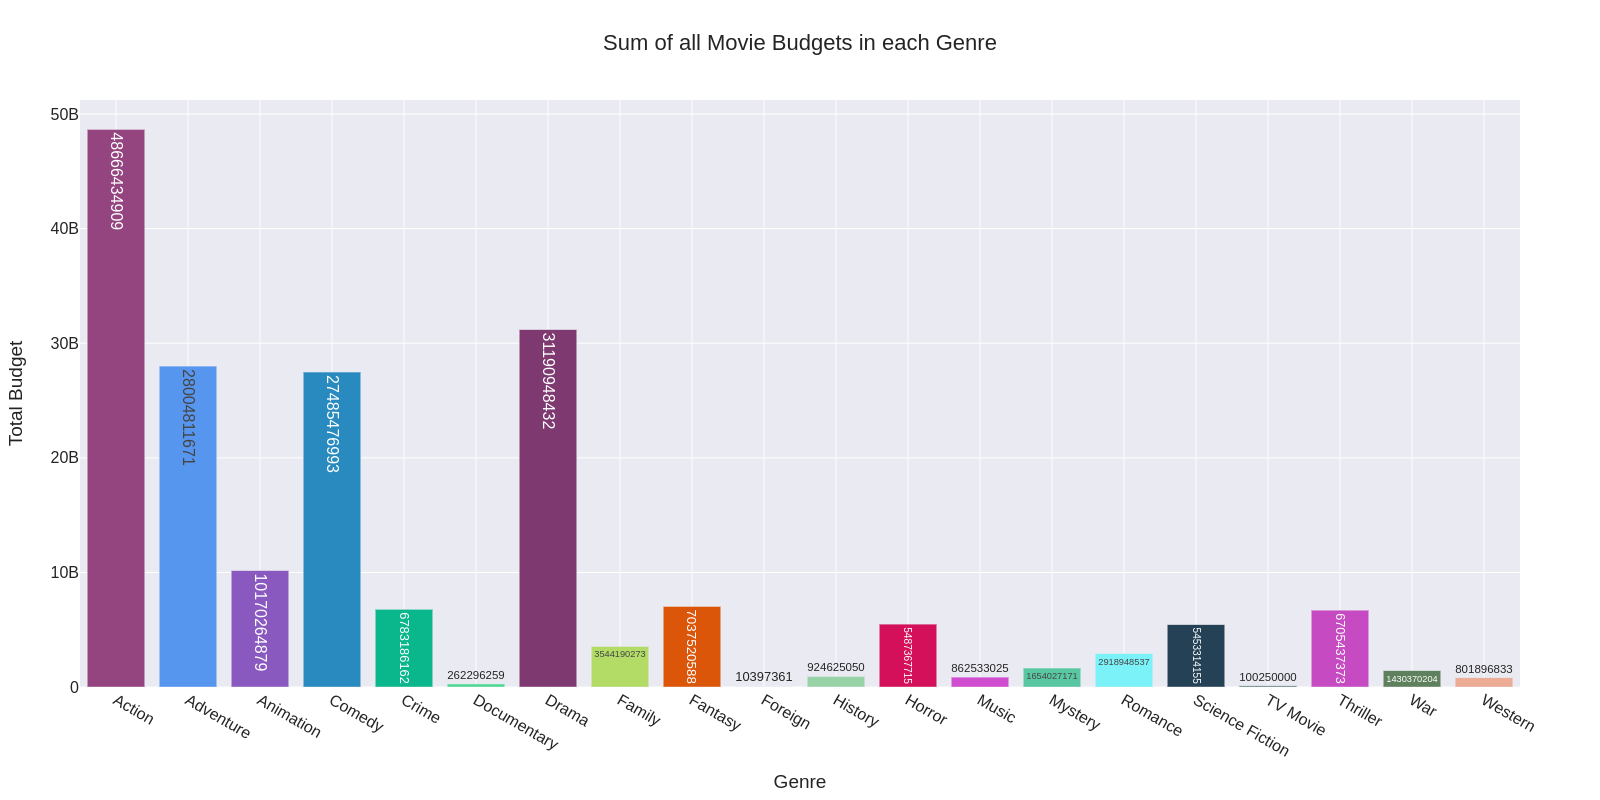 Sum of all Movie Budgets in each Genre
50B
40B
30B
20B
10B
0
Total Budget
48666434909
28004811671
10170264879
27485476993
6783186162
262296259
31190948432
3544190273
7037520588
10397361
924625050
5487367715
862533025
1654027171
2918948537
5453314155
100250000
6705437373
1430370204
801896833
Action
Adventure
Animation
Comedy
Crime
Documentary
Drama
Family
Fantasy
Foreign
History
Horror
Music
Mystery
Romance
Science Fiction
TV Movie
Thriller
War
Western
Genre